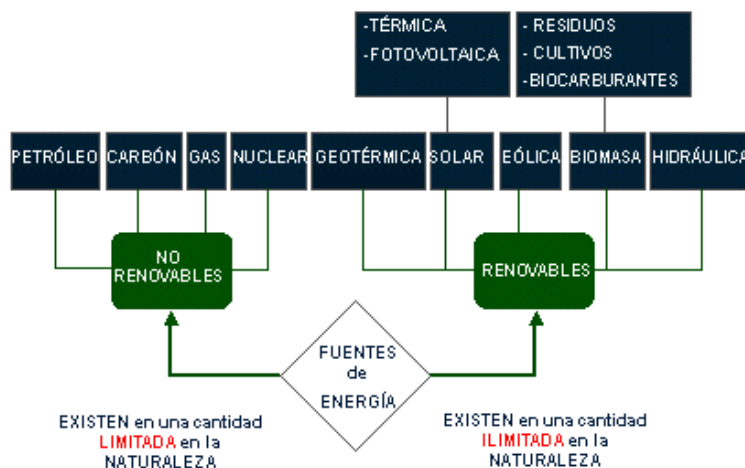 -TÉRMICA
-FOTOVOLTAICA
- RESIDUOS
- CULTIVOS
-BIOCARBURANTES
PETRÓLEO
CARBÓN
GAS
NUCLEAR
GEOTÉRMICA
SOLAR
EÓLICA
BIOMASA
HIDRÁULICA
NO
RENOVABLES
RENOVABLES
FUENTES
de
ENERGÍA
EXISTEN en una cantidad
LIMITADA en la
NATURALEZA
EXISTEN en una cantidad
ILIMITADA en la
NATURALEZA